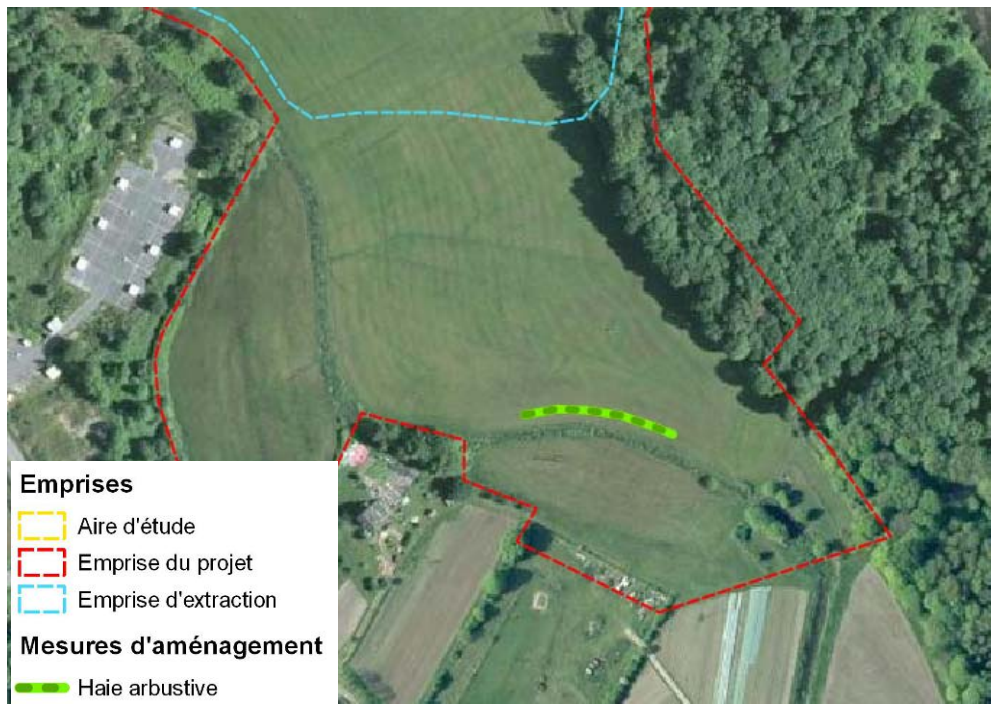 Emprises
Aire d'étude
Emprise du projet
Emprise d'extraction
Mesures d'aménagement
Haie arbustive